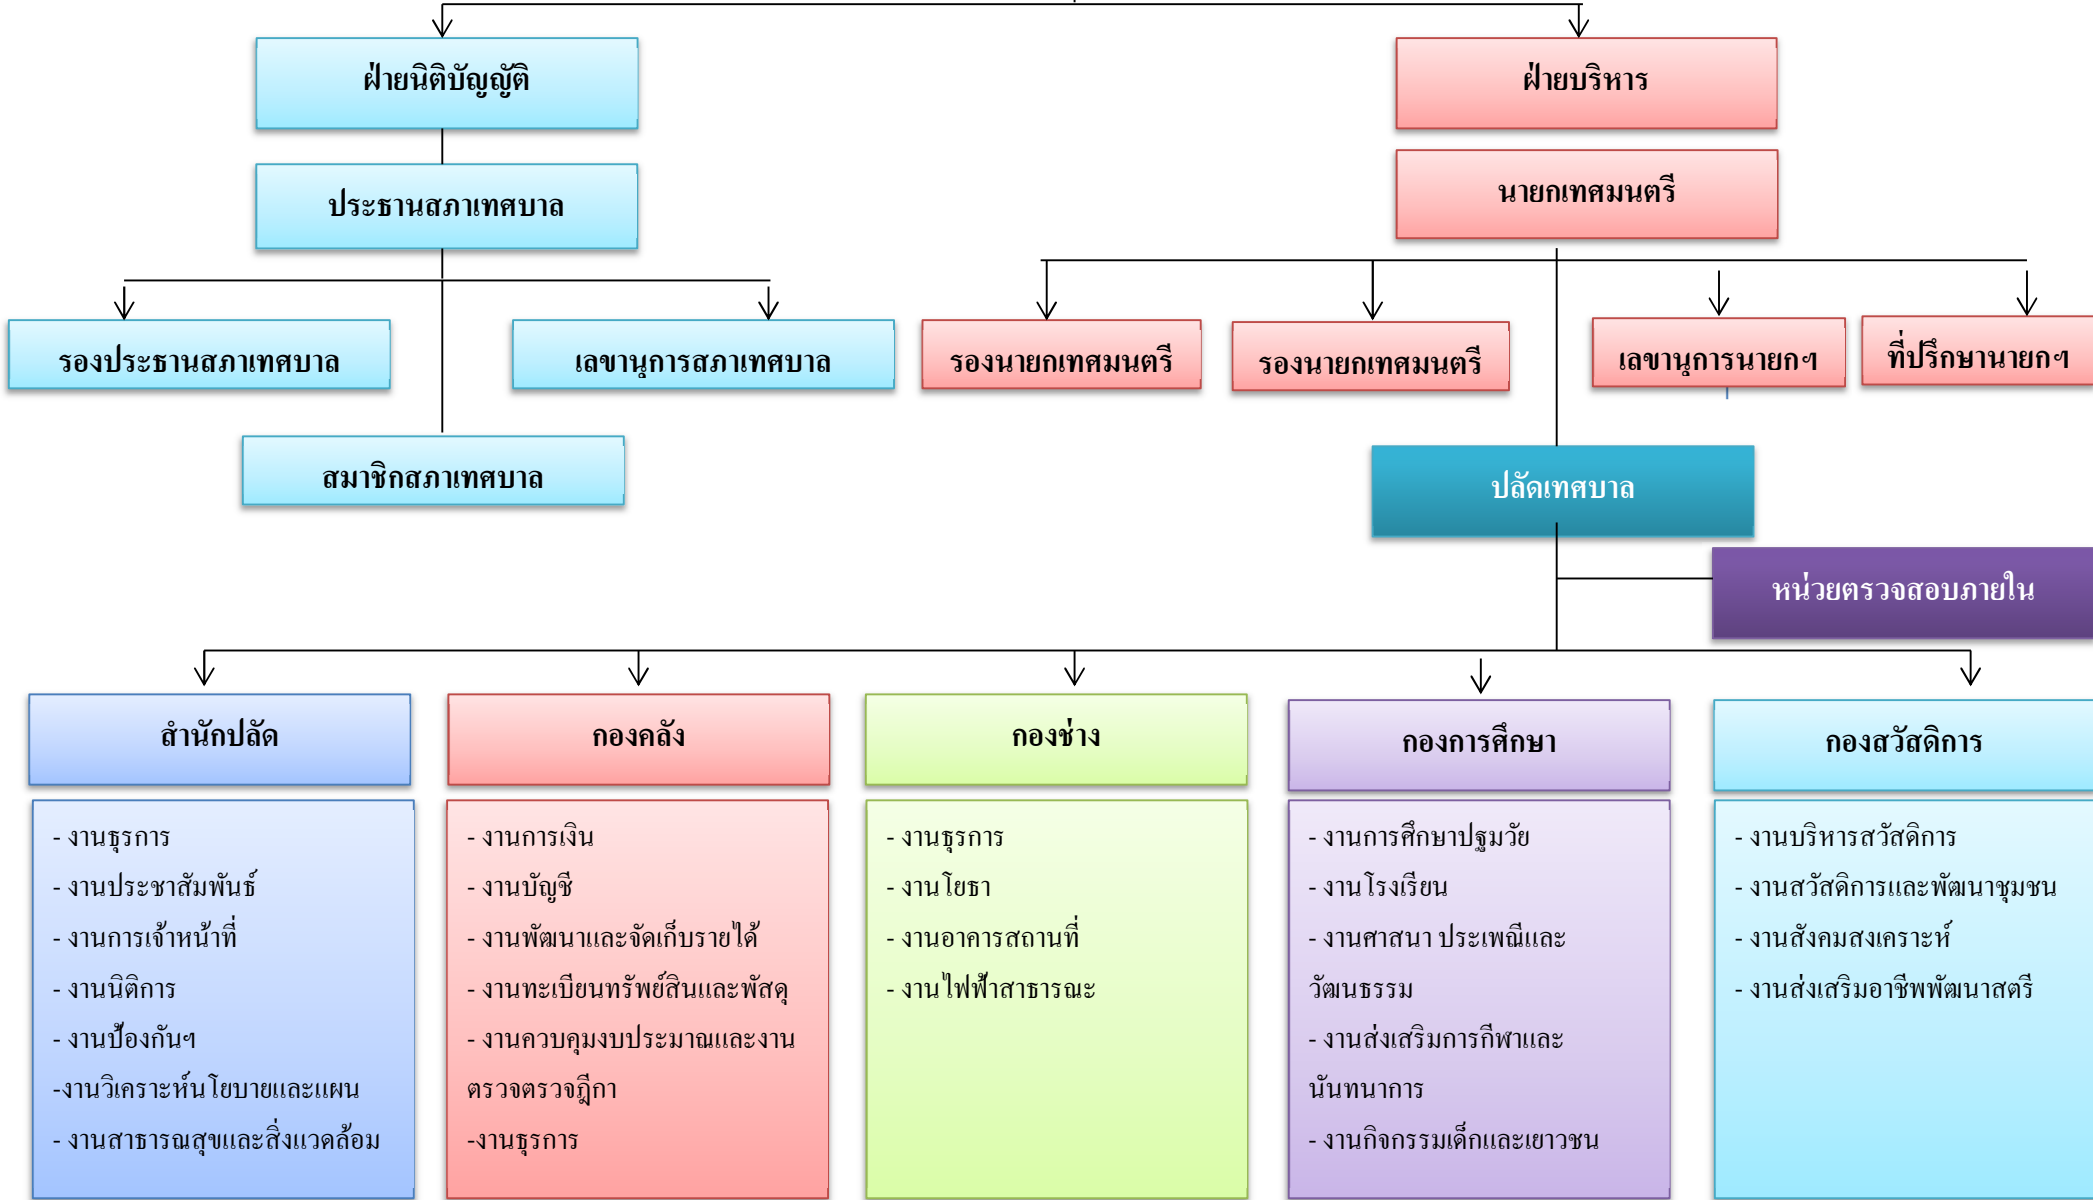 ฝ่ายนิติบัญญัติ
ฝ่ายบริหาร
ประธานสภาเทศบาล
นายกเทศมนตรี
รองประธานสภาเทศบาล
เลขานุการสภาเทศบาล
รองนายกเทศมนตรี
รองนายกเทศมนตรี
เลขานุการนายกฯ
ที่ปรึกษานายกฯ
สมาชิกสภาเทศบาล
ปลัดเทศบาล
หน่วยตรวจสอบภายใน
สำนักปลัด
- งานธุรการ
- งานประชาสัมพันธ์
- งานการเจ้าหน้าที่
- งานนิติการ
- งานป้องกันฯ
-งานวิเคราะห์นโยบายและแผน
- งานสาธารณสุขและสิ่งแวดล้อม
กองคลัง
- งานการเงิน
- งานบัญชี
- งานพัฒนาและจัดเก็บรายได้
- งานทะเบียนทรัพย์สินและพัสดุ
- งานควบคุมงบประมาณและงาน
ตรวจตรวจฎีกา
-งานธุรการ
กองช่าง
- งานธุรการ
- งานโยธา
- งานอาคารสถานที่
- งานไฟฟ้าสาธารณะ
กองการศึกษา
- งานการศึกษาปฐมวัย
- งานโรงเรียน
- งานศาสนา ประเพณีและ
วัฒนธรรม
- งานส่งเสริมการกีฬาและ
นันทนาการ
- งานกิจกรรมเด็กและเยาวชน
กองสวัสดิการ
- งานบริหารสวัสดิการ
- งานสวัสดิการและพัฒนาชุมชน
- งานสังคมสงเคราะห์
- งานส่งเสริมอาชีพพัฒนาสตรี